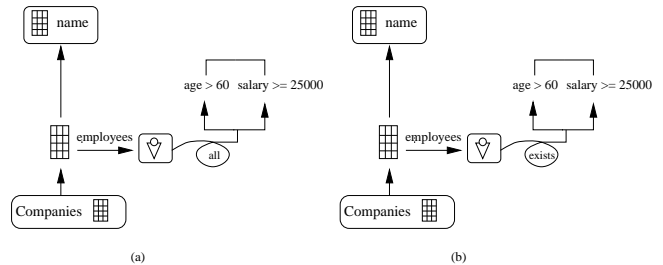 name
age > 60 salary >= 25000
employees
all
Companies
(a)
name
age > 60 salary >= 25000
employees
exists
Companies
(b)